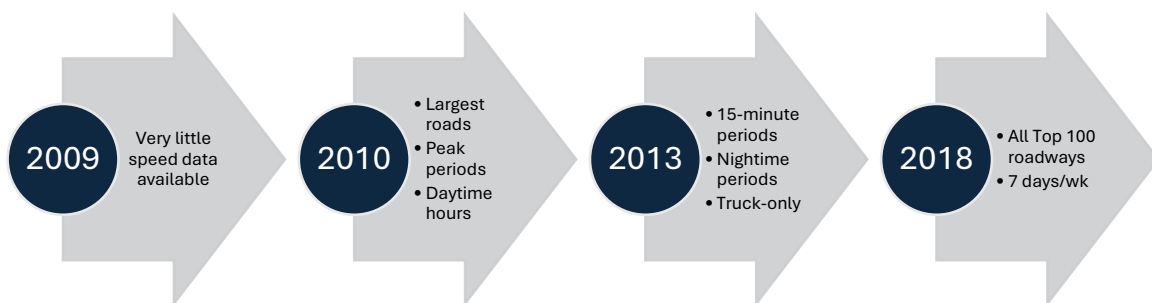 2009
Very little
speed data
available
2010
• Largest
roads
• Peak
periods
• Daytime
hours
2013
• 15-minute
periods
• Nightime
periods
• Truck-only
2018
• All Top 100
roadways
• 7 days/wk